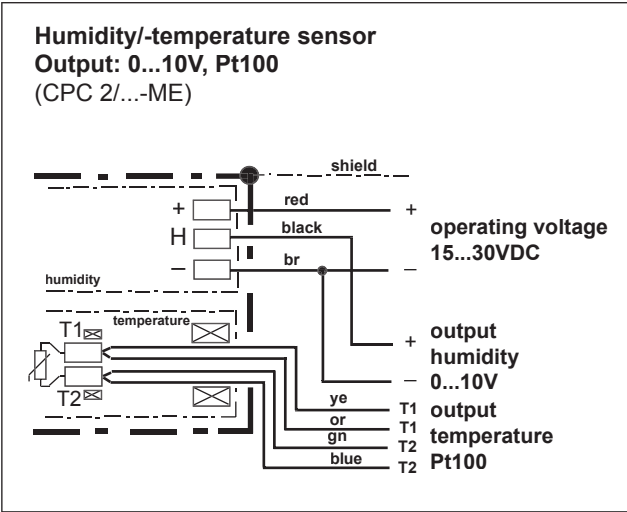 Humidity/-temperature sensor
Output: 0...10V, Pt100
(CPC 2/...-ME)
shield
+ red +
H black operating voltage
15...30VDC
– br –
humidity
T1 temperature
+ output
humidity
– 0...10V
T2
ye T1 output
or T1
gn T2 temperature
blue T2 Pt100